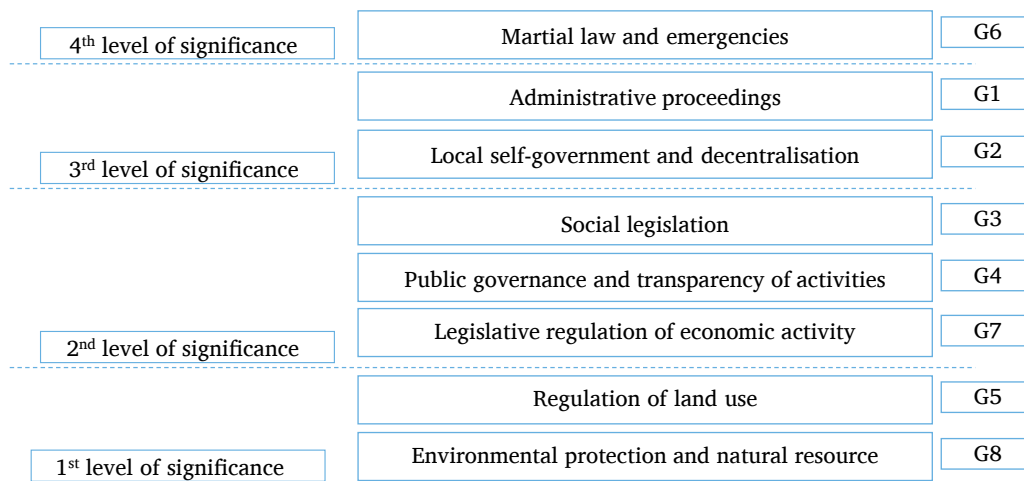 4th level of significance
Martial law and emergencies
G6
Administrative proceedings
G1
3rd level of significance
Local self-government and decentralisation
G2
Social legislation
G3
Public governance and transparency of activities
G4
2nd level of significance
Legislative regulation of economic activity
G7
Regulation of land use
G5
1st level of significance
Environmental protection and natural resource
G8